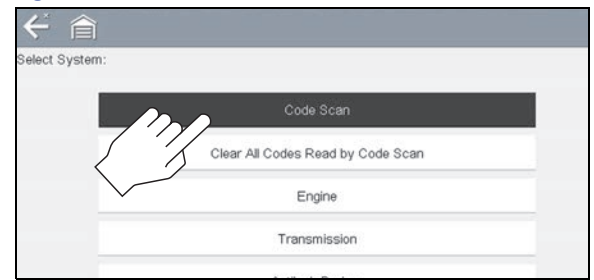 Select System:
Code Scan
Clear All Codes Read by Code Scan
Engine
Transmission